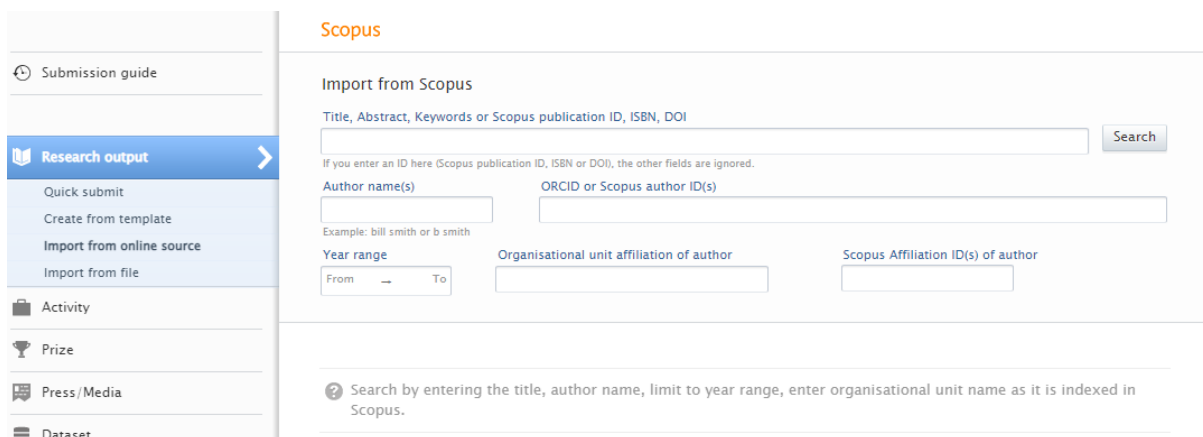 Scopus
Submission guide
Import from Scopus
Title, Abstract, Keywords or Scopus publication ID, ISBN, DOI
Search
If you enter an ID here (Scopus publication ID, ISBN or DOI), the other fields are ignored.
Research output
Quick submit
Create from template
Import from online source
Import from file
Activity
Prize
Press/Media
Dataset
Author name(s)
ORCID or Scopus author ID(s)
Example: bill smith or b smith
Year range
Organisational unit affiliation of author
Scopus Affiliation ID(s) of author
From → To
Search by entering the title, author name, limit to year range, enter organisational unit name as it is indexed in
Scopus.